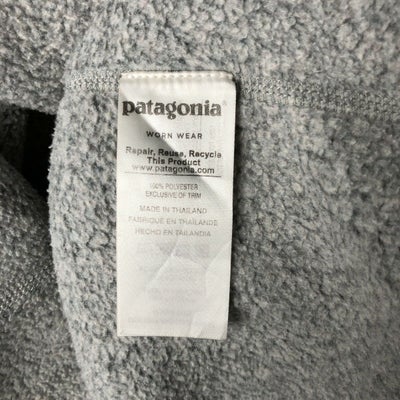 patagonia®
WORN WEAR
Repair, Reuse, Recycle
This Product
www.patagonia.com
100% POLYESTER
EXCLUSIVE OF TRIM
MADE IN THAILAND
FABRIQUÉ EN THAÏLANDE
HECHO EN TAILANDIA